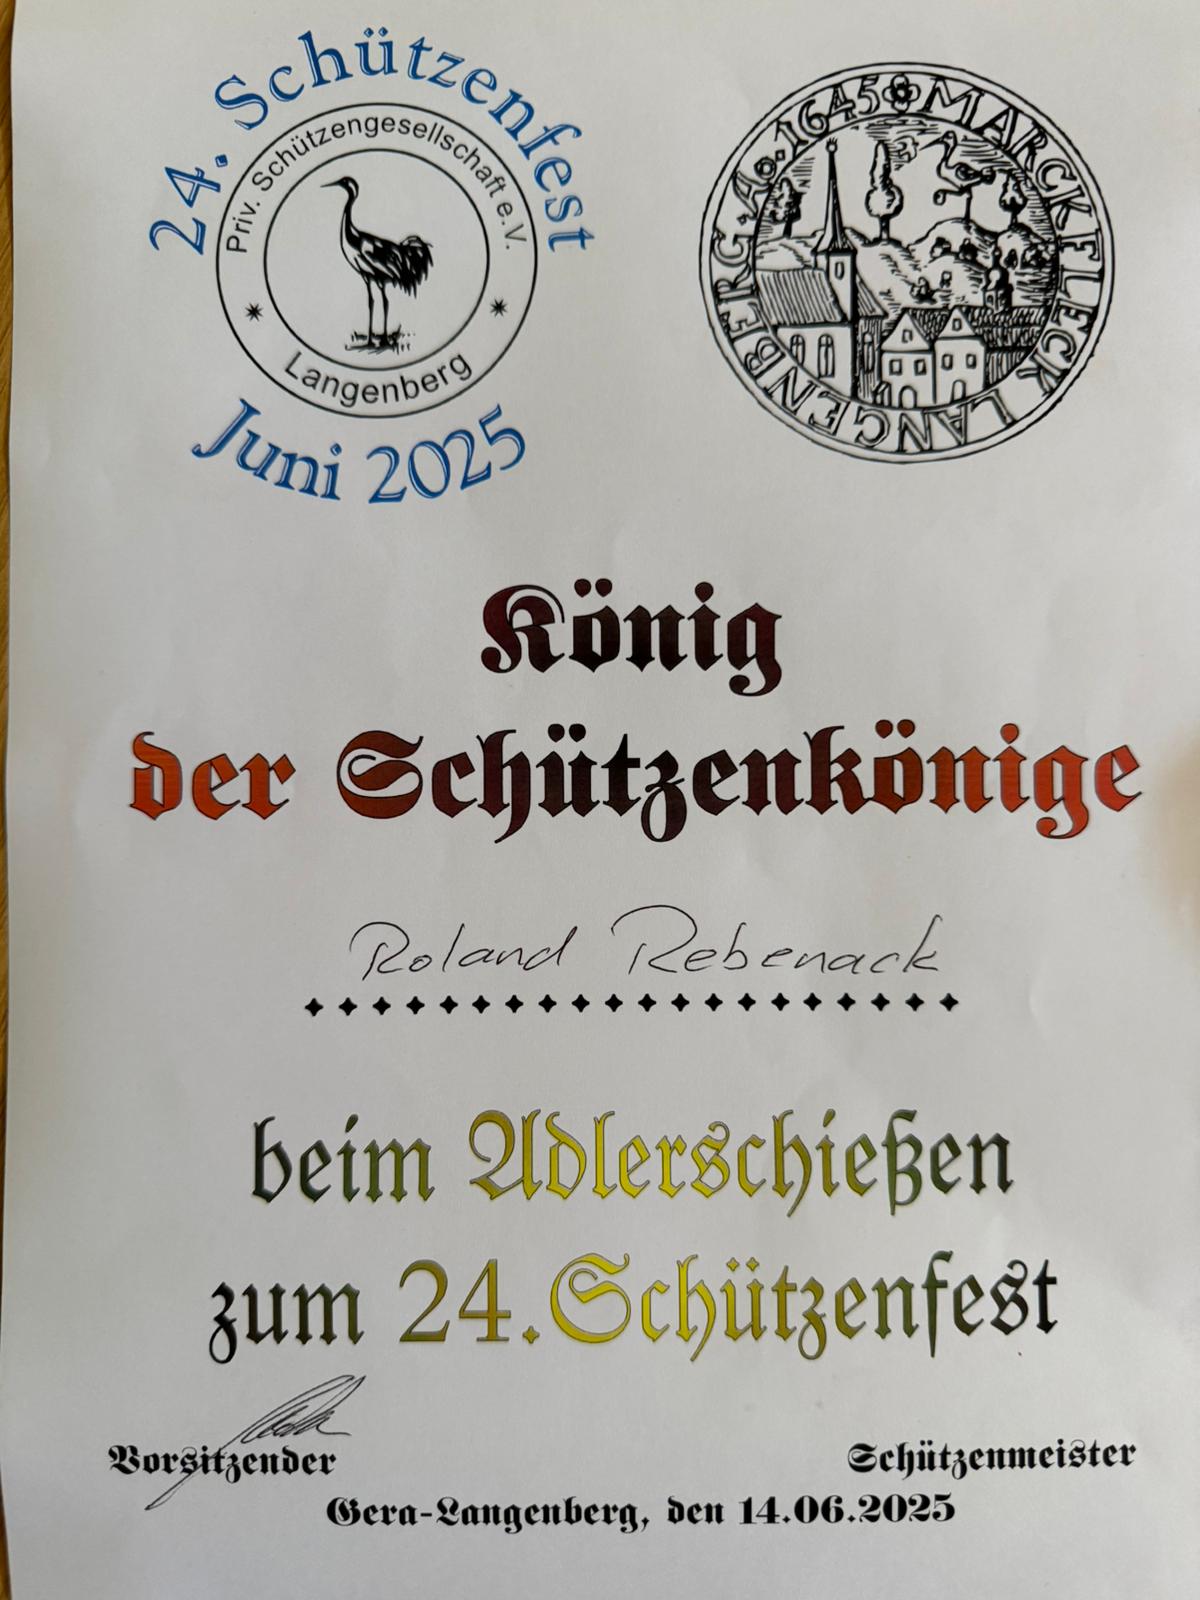 24. Schützenfest
Priv. Schützengesellschaft e.V.
Langenberg
Juni 2025
LANGENBERG · A o. 1645 MARCKFLECK
König
der Schützenkönige
Roland Rebenack
beim Adlerschießen
zum 24.Schützenfest
Vorsitzender
Schützenmeister
Gera-Langenberg, den 14.06.2025